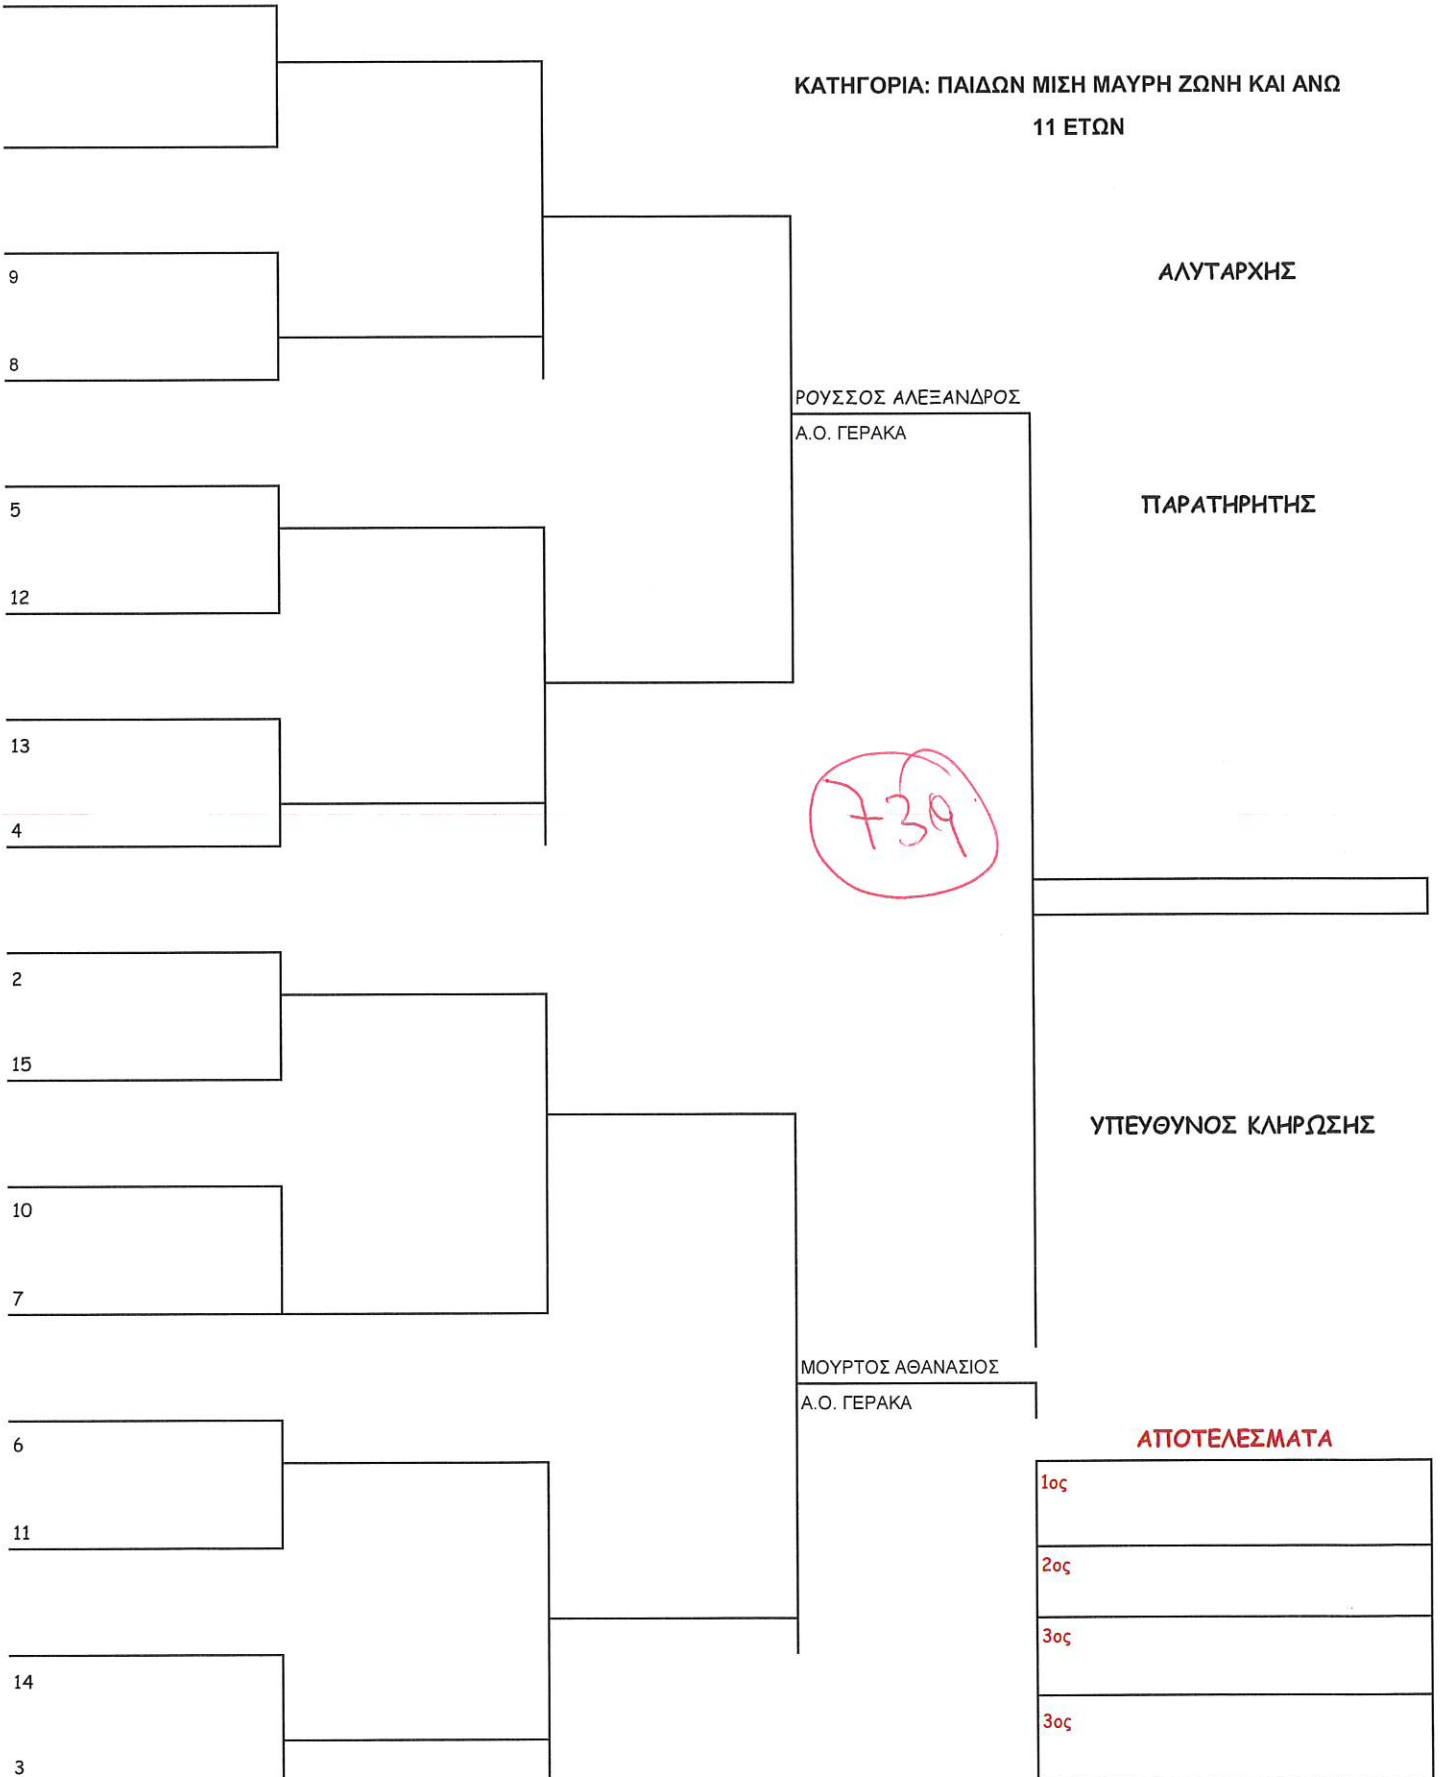 ΚΑΤΗΓΟΡΙΑ: ΠΑΙΔΩΝ ΜΙΣΗ ΜΑΥΡΗ ΖΩΝΗ ΚΑΙ ΑΝΩ
11 ΕΤΩΝ
9
ΑΛΥΤΑΡΧΗΣ
8
ΡΟΥΣΣΟΣ ΑΛΕΞΑΝΔΡΟΣ
Α.Ο. ΓΕΡΑΚΑ
5
ΠΑΡΑΤΗΡΗΤΗΣ
12
13
739
4
2
15
ΥΠΕΥΘΥΝΟΣ ΚΛΗΡΩΣΗΣ
10
7
ΜΟΥΡΤΟΣ ΑΘΑΝΑΣΙΟΣ
Α.Ο. ΓΕΡΑΚΑ
6
ΑΠΟΤΕΛΕΣΜΑΤΑ
1ος
11
2ος
3ος
14
3ος
3